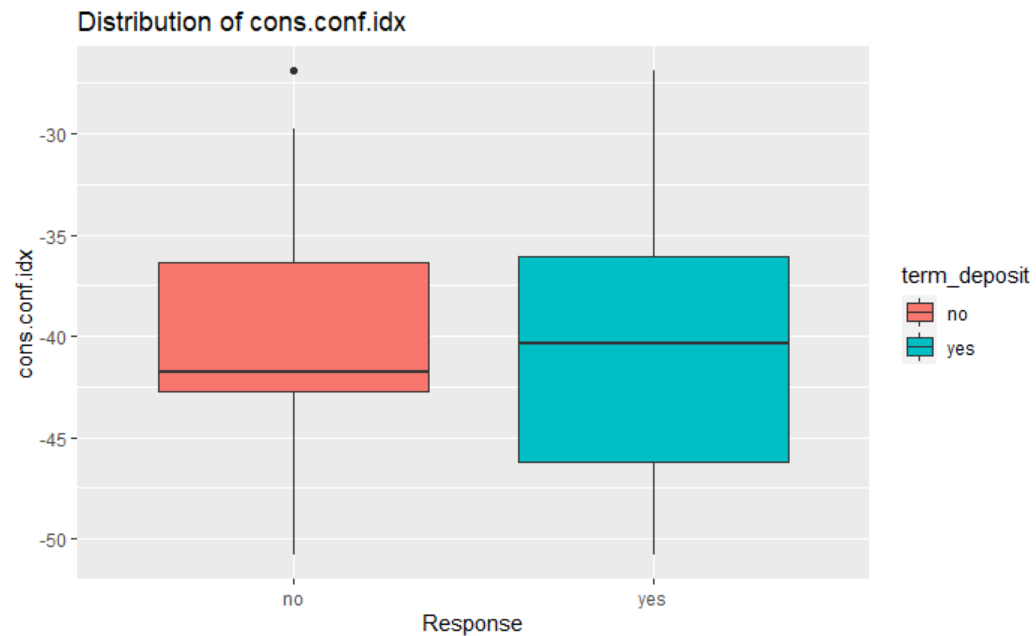 Distribution of cons.conf.idx
cons.conf.idx
-30
-35
-40
-45
-50
no
yes
Response
term_deposit
no
yes